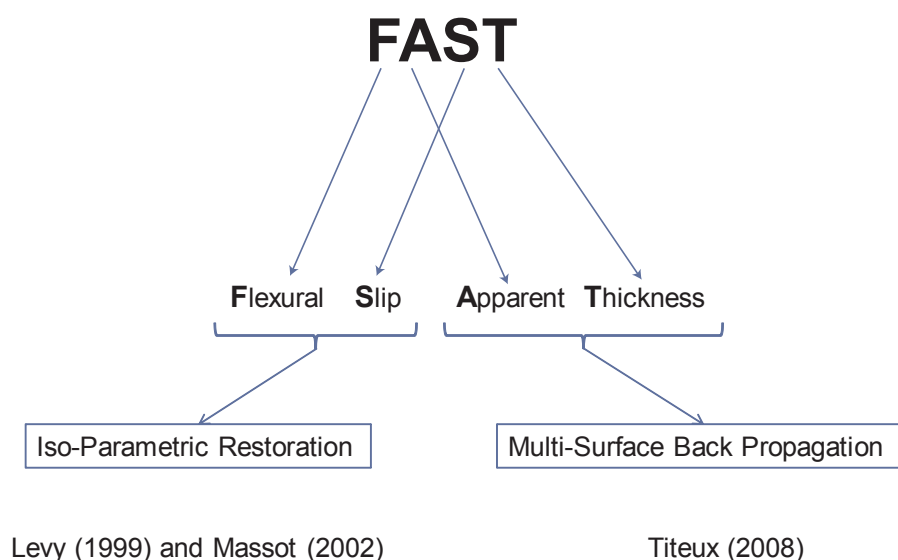 FAST
Flexural Slip Apparent Thickness
Iso-Parametric Restoration Multi-Surface Back Propagation
Levy (1999) and Massot (2002) Titeux (2008)